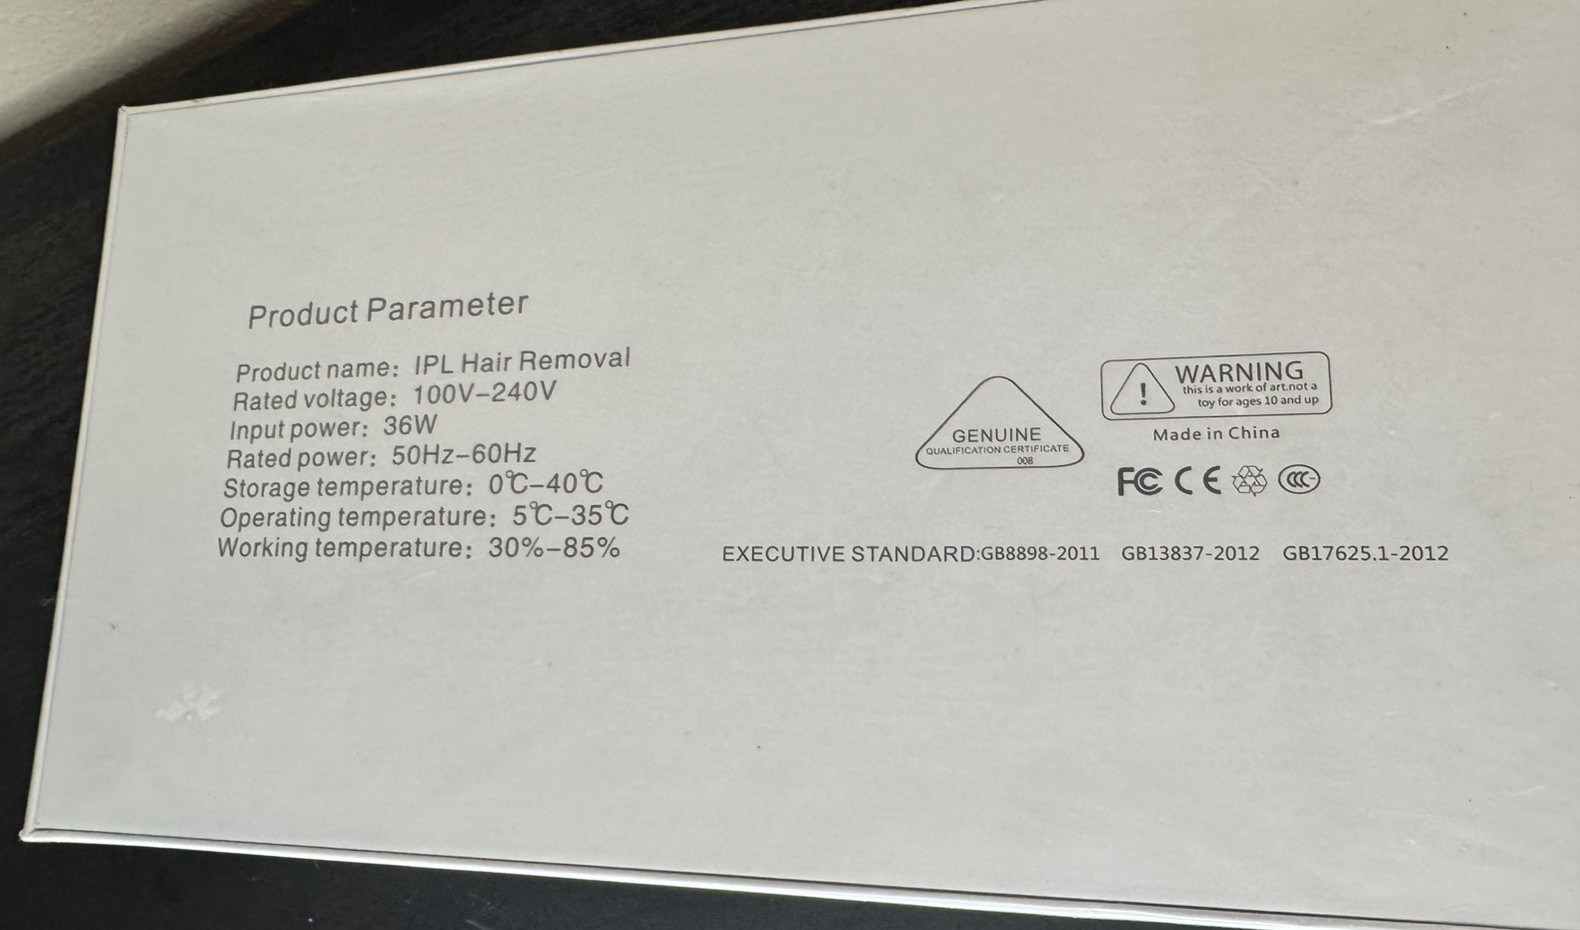 Product Parameter
Product name: IPL Hair Removal
Rated voltage: 100V-240V
Input power: 36W
Rated power: 50Hz-60Hz
Storage temperature: 0℃-40℃
Operating temperature: 5℃-35℃
Working temperature: 30%-85%
GENUINE
QUALIFICATION CERTIFICATE
008
WARNING
this is a work of art.not a
toy for ages 10 and up
!
Made in China
FC CE CCC
EXECUTIVE STANDARD:GB8898-2011 GB13837-2012 GB17625.1-2012